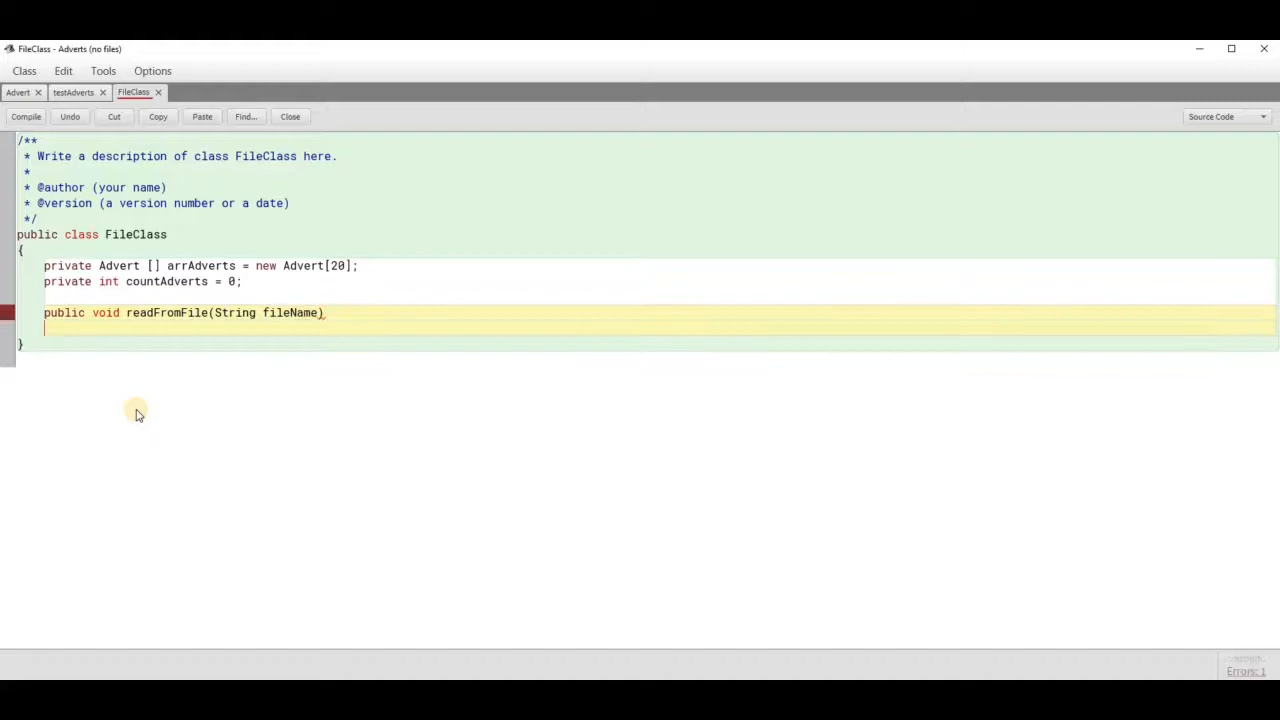 FileClass - Adverts (no files)
Class Edit Tools Options
Advert testAdverts FileClass
Compile Undo Cut Copy Paste Find... Close Source Code
/**
* Write a description of class FileClass here.
*
* @author (your name)
* @version (a version number or a date)
*/
public class FileClass
{
private Advert [] arrAdverts = new Advert[20];
private int countAdverts = 0;
public void readFromFile(String fileName)
}
Errors: 1